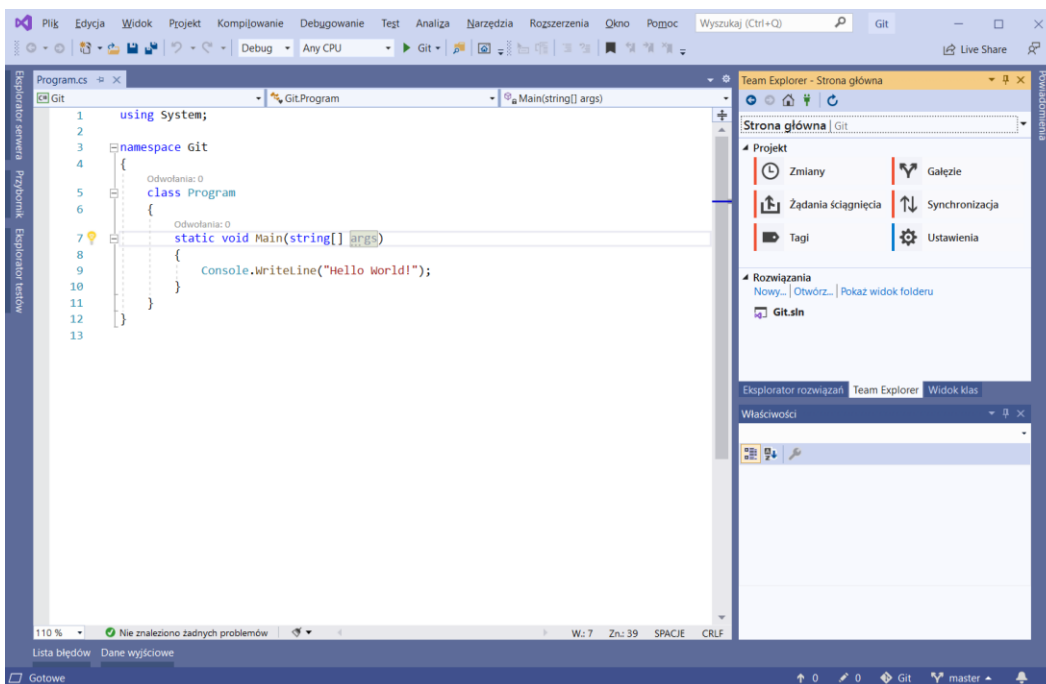 Plik Edycja Widok Projekt Kompilowanie Debugowanie Test Analiza Narzędzia Rozszerzenia Okno Pomoc Wyszukaj (Ctrl+Q) Git
Debug Any CPU Git Live Share
Eksplorator serwera
Przybornik
Eksplorator testów
Program.cs
C# Git Git.Program Main(string[] args)
1 using System;
2
3 namespace Git
4 {
Odwołania: 0
5 class Program
6 {
Odwołania: 0
7 static void Main(string[] args)
8 {
9 Console.WriteLine("Hello World!");
10 }
11 }
12 }
13
110 % Nie znaleziono żadnych problemów W.: 7 Zn.: 39 SPACJE CRLF
Team Explorer - Strona główna
Strona główna | Git
Projekt
Zmiany Gałęzie
Żądania ściągnięcia Synchronizacja
Tagi Ustawienia
Rozwiązania
Nowy... | Otwórz... | Pokaż widok folderu
Git.sln
Eksplorator rozwiązań Team Explorer Widok klas
Właściwości
Powiadomienia
Lista błędów Dane wyjściowe
Gotowe 0 0 Git master